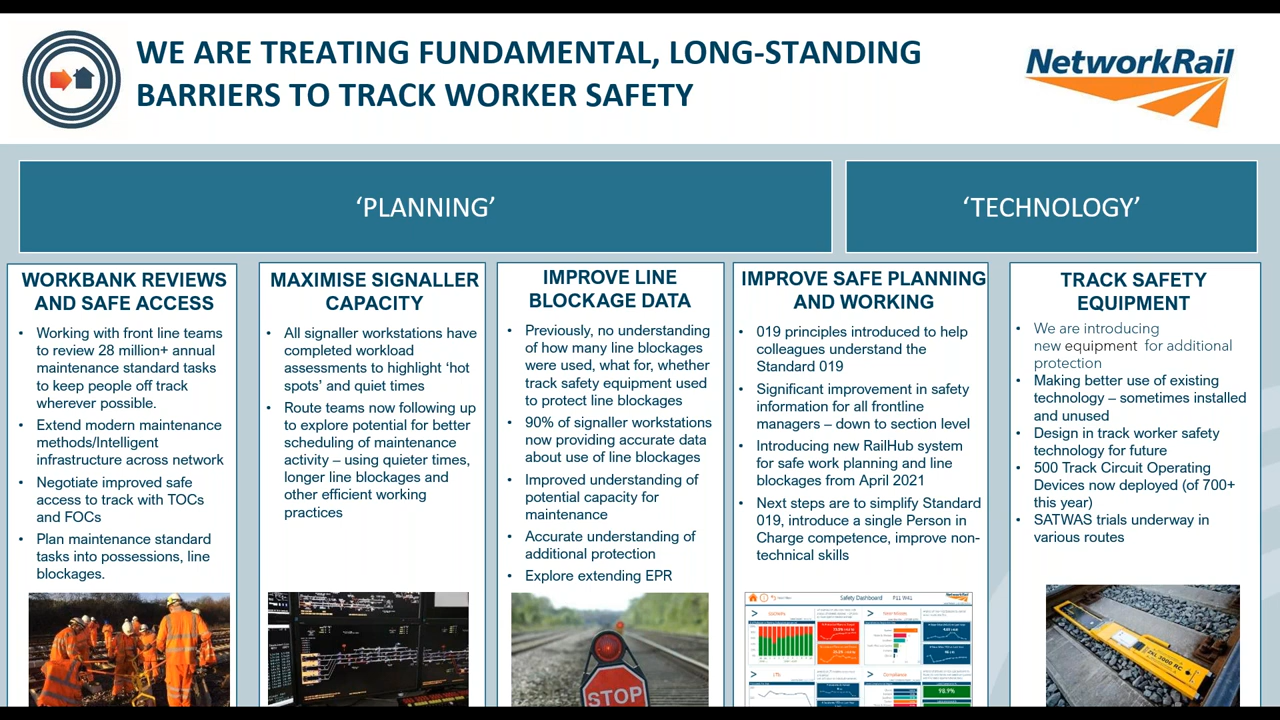 WE ARE TREATING FUNDAMENTAL, LONG-STANDING
BARRIERS TO TRACK WORKER SAFETY
NetworkRail
‘PLANNING’
‘TECHNOLOGY’
WORKBANK REVIEWS
AND SAFE ACCESS
• Working with front line teams
to review 28 million+ annual
maintenance standard tasks
to keep people off track
wherever possible.
• Extend modern maintenance
methods/Intelligent
infrastructure across network
• Negotiate improved safe
access to track with TOCs
and FOCs
• Plan maintenance standard
tasks into possessions, line
blockages.
MAXIMISE SIGNALLER
CAPACITY
• All signaller workstations have
completed workload
assessments to highlight ‘hot
spots’ and quiet times
• Route teams now following up
to explore potential for better
scheduling of maintenance
activity – using quieter times,
longer line blockages and
other efficient working
practices
IMPROVE LINE
BLOCKAGE DATA
• Previously, no understanding
of how many line blockages
were used, what for, whether
track safety equipment used
to protect line blockages
• 90% of signaller workstations
now providing accurate data
about use of line blockages
• Improved understanding of
potential capacity for
maintenance
• Accurate understanding of
additional protection
• Explore extending EPR
STOP
IMPROVE SAFE PLANNING
AND WORKING
• 019 principles introduced to help
colleagues understand the
Standard 019
• Significant improvement in safety
information for all frontline
managers – down to section level
• Introducing new RailHub system
for safe work planning and line
blockages from April 2021
• Next steps are to simplify Standard
019, introduce a single Person in
Charge competence, improve non-
technical skills
Safety Dashboard P11 W41
NetworkRail
98.9%
TRACK SAFETY
EQUIPMENT
• We are introducing
new equipment for additional
protection
• Making better use of existing
technology – sometimes installed
and unused
• Design in track worker safety
technology for future
• 500 Track Circuit Operating
Devices now deployed (of 700+
this year)
• SATWAS trials underway in
various routes